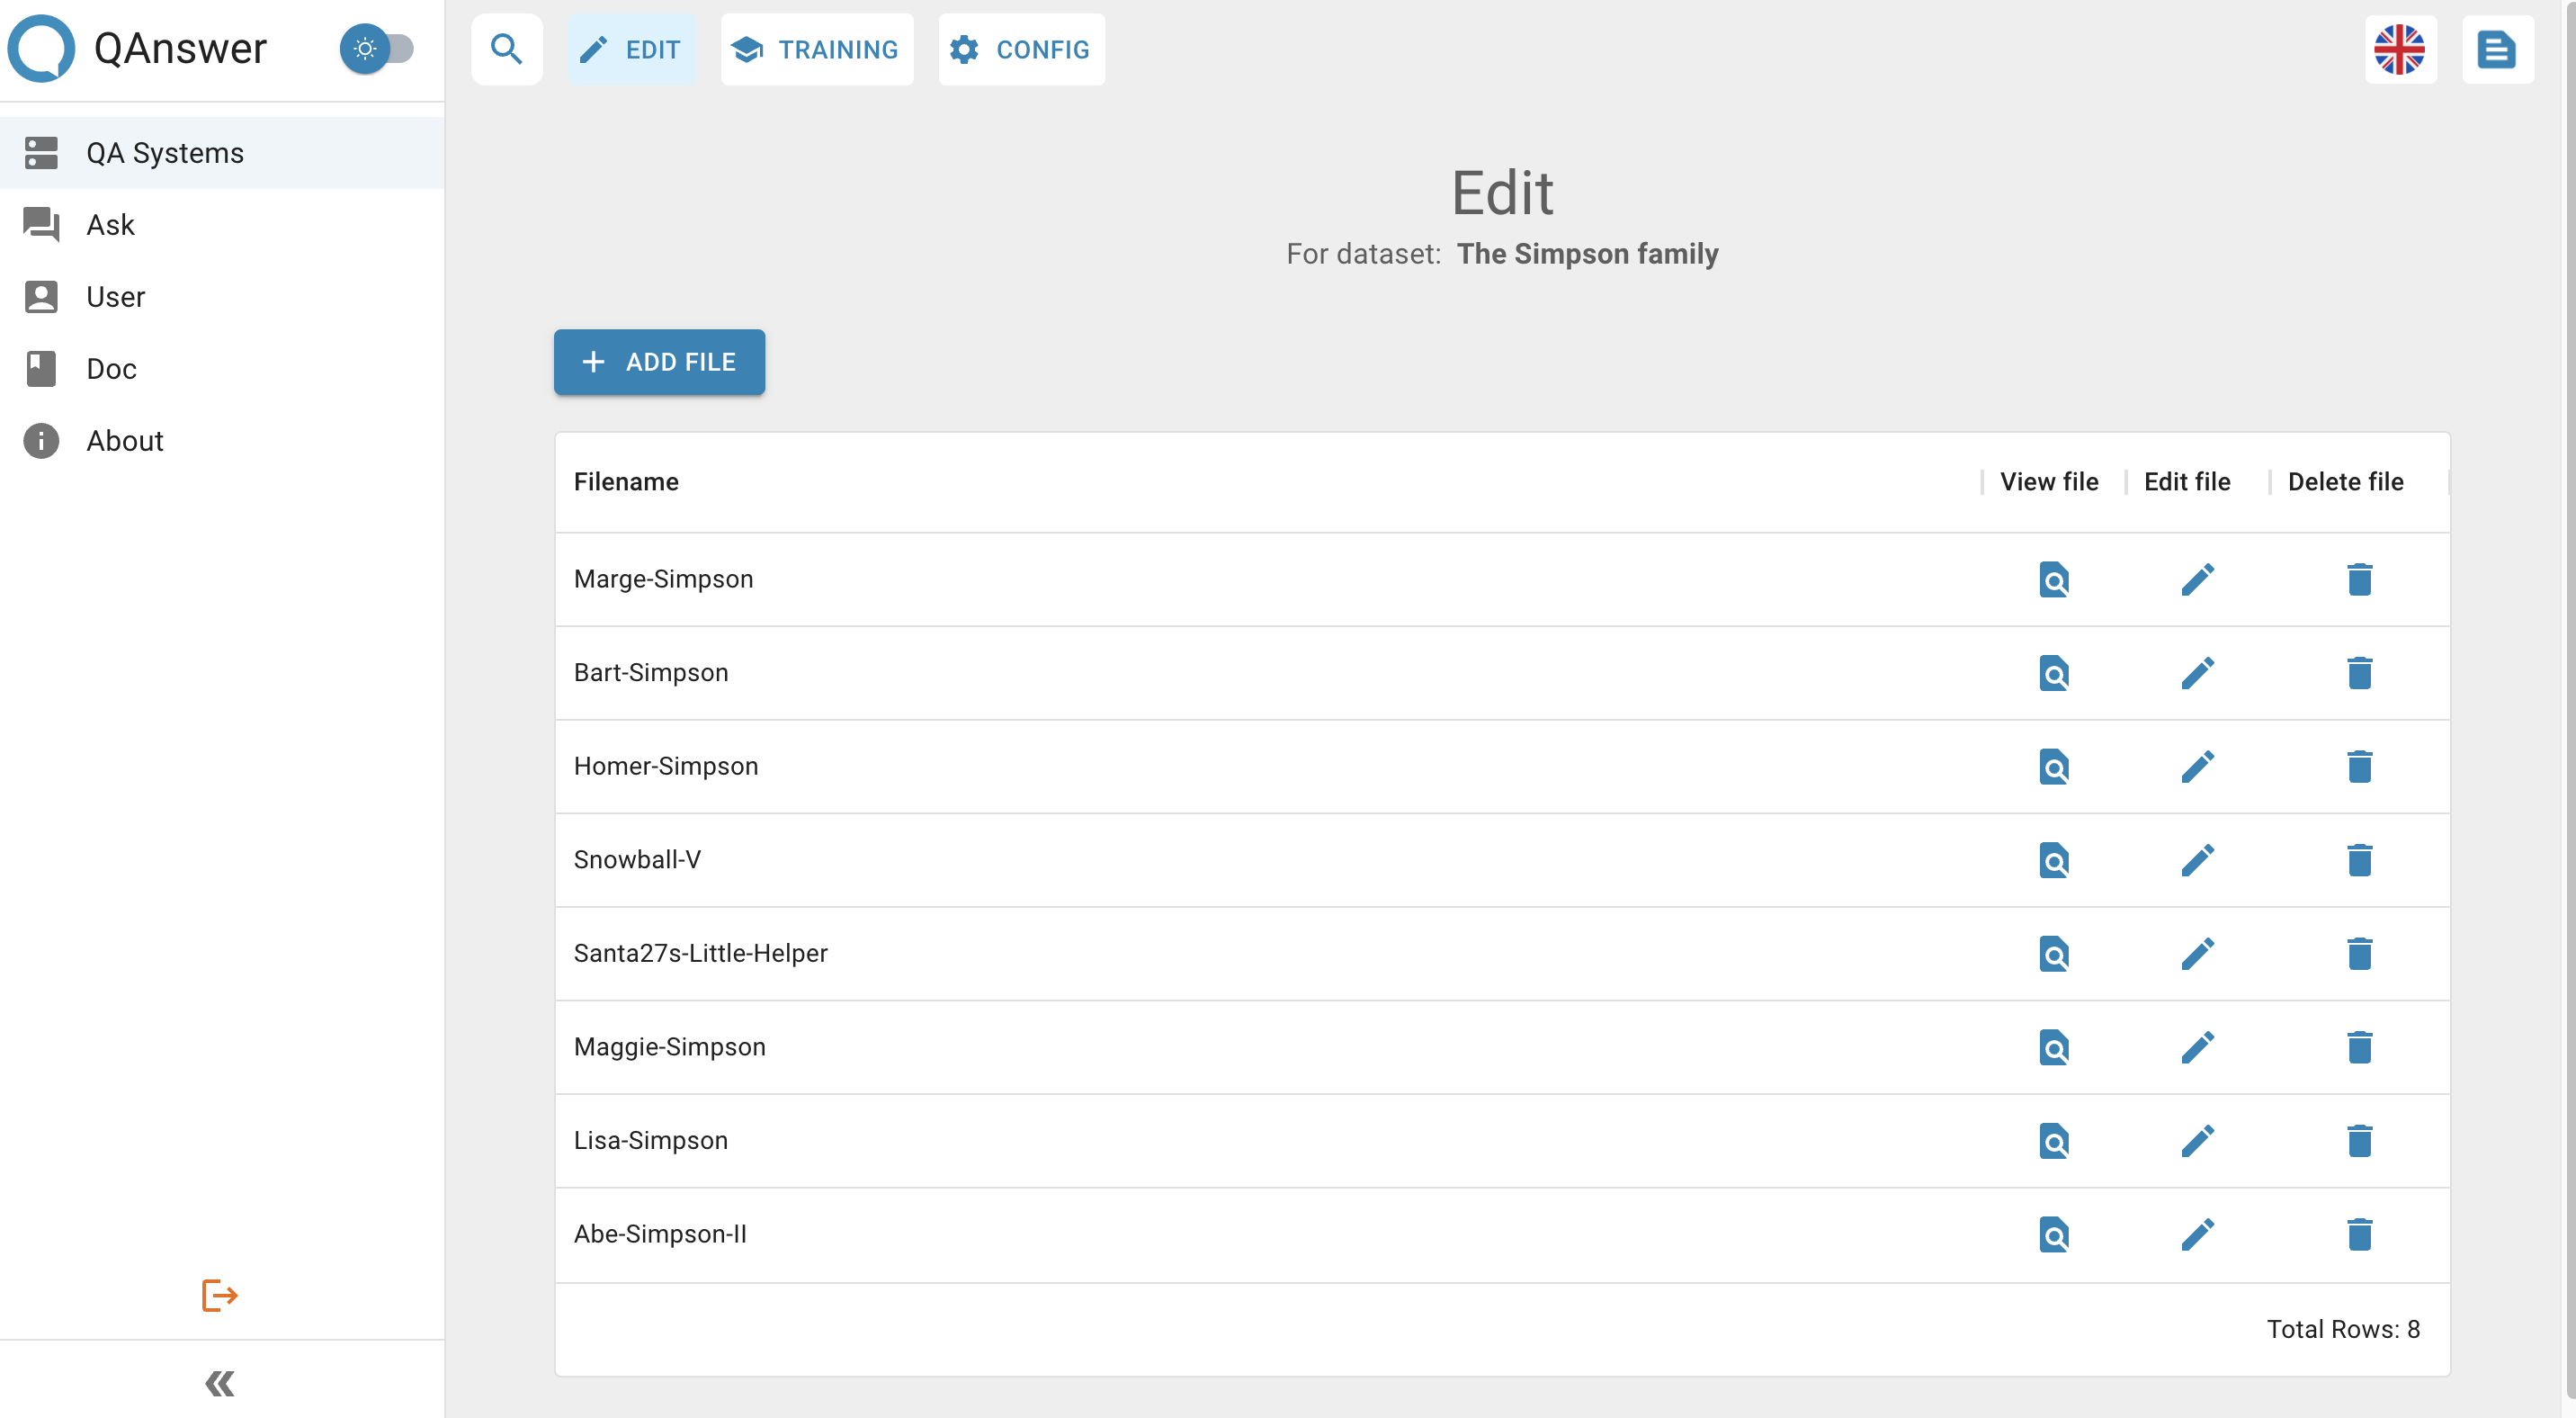 QAnswer
EDIT
TRAINING
CONFIG
QA Systems
Ask
User
Doc
About
Edit
For dataset: The Simpson family
ADD FILE
Filename View file Edit file Delete file
Marge-Simpson
Bart-Simpson
Homer-Simpson
Snowball-V
Santa27s-Little-Helper
Maggie-Simpson
Lisa-Simpson
Abe-Simpson-II
Total Rows: 8